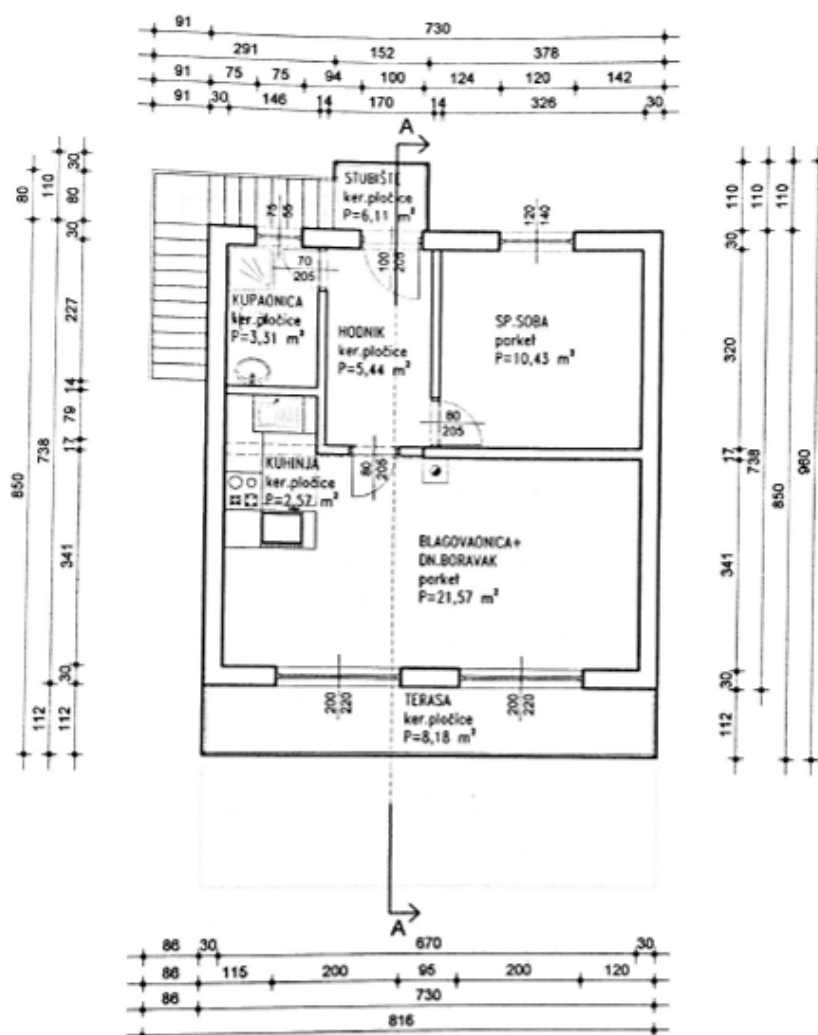 91 730
291 152 378
91 75 75 94 100 124 120 142
91 30 146 14 170 14 326 30
A
STUBIŠTE
ker.pločice
P=6,11 m²
75
55
100
205
120
140
70
205
KUPAONICA
ker.pločice
P=3,31 m²
HODNIK
ker.pločice
P=5,44 m²
SP.SOBA
parket
P=10,43 m²
80
205
KUHINJA
ker.pločice
P=2,57 m²
80
205
BLAGOVAONICA+
DN.BORAVAK
parket
P=21,57 m²
200
220
200
220
TERASA
ker.pločice
P=8,18 m²
A
80 850
110 738 112
30 80 30 227 14 79 17 341 30 112
110 30 320 17 341 30 112
110 738
110 850
960
86 30 670 30
86 115 200 95 200 120
86 730
816